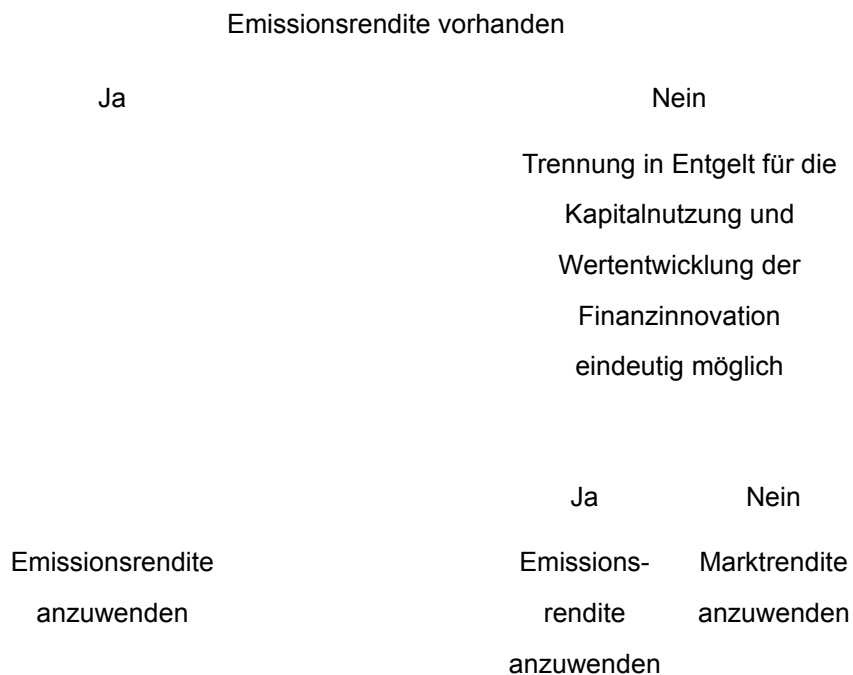 Emissionsrendite vorhanden
Ja
Nein
Trennung in Entgelt für die
Kapitalnutzung und
Wertentwicklung der
Finanzinnovation
eindeutig möglich
Ja
Nein
Emissionsrendite
anzuwenden
Emissions-
rendite
anzuwenden
Marktrendite
anzuwenden